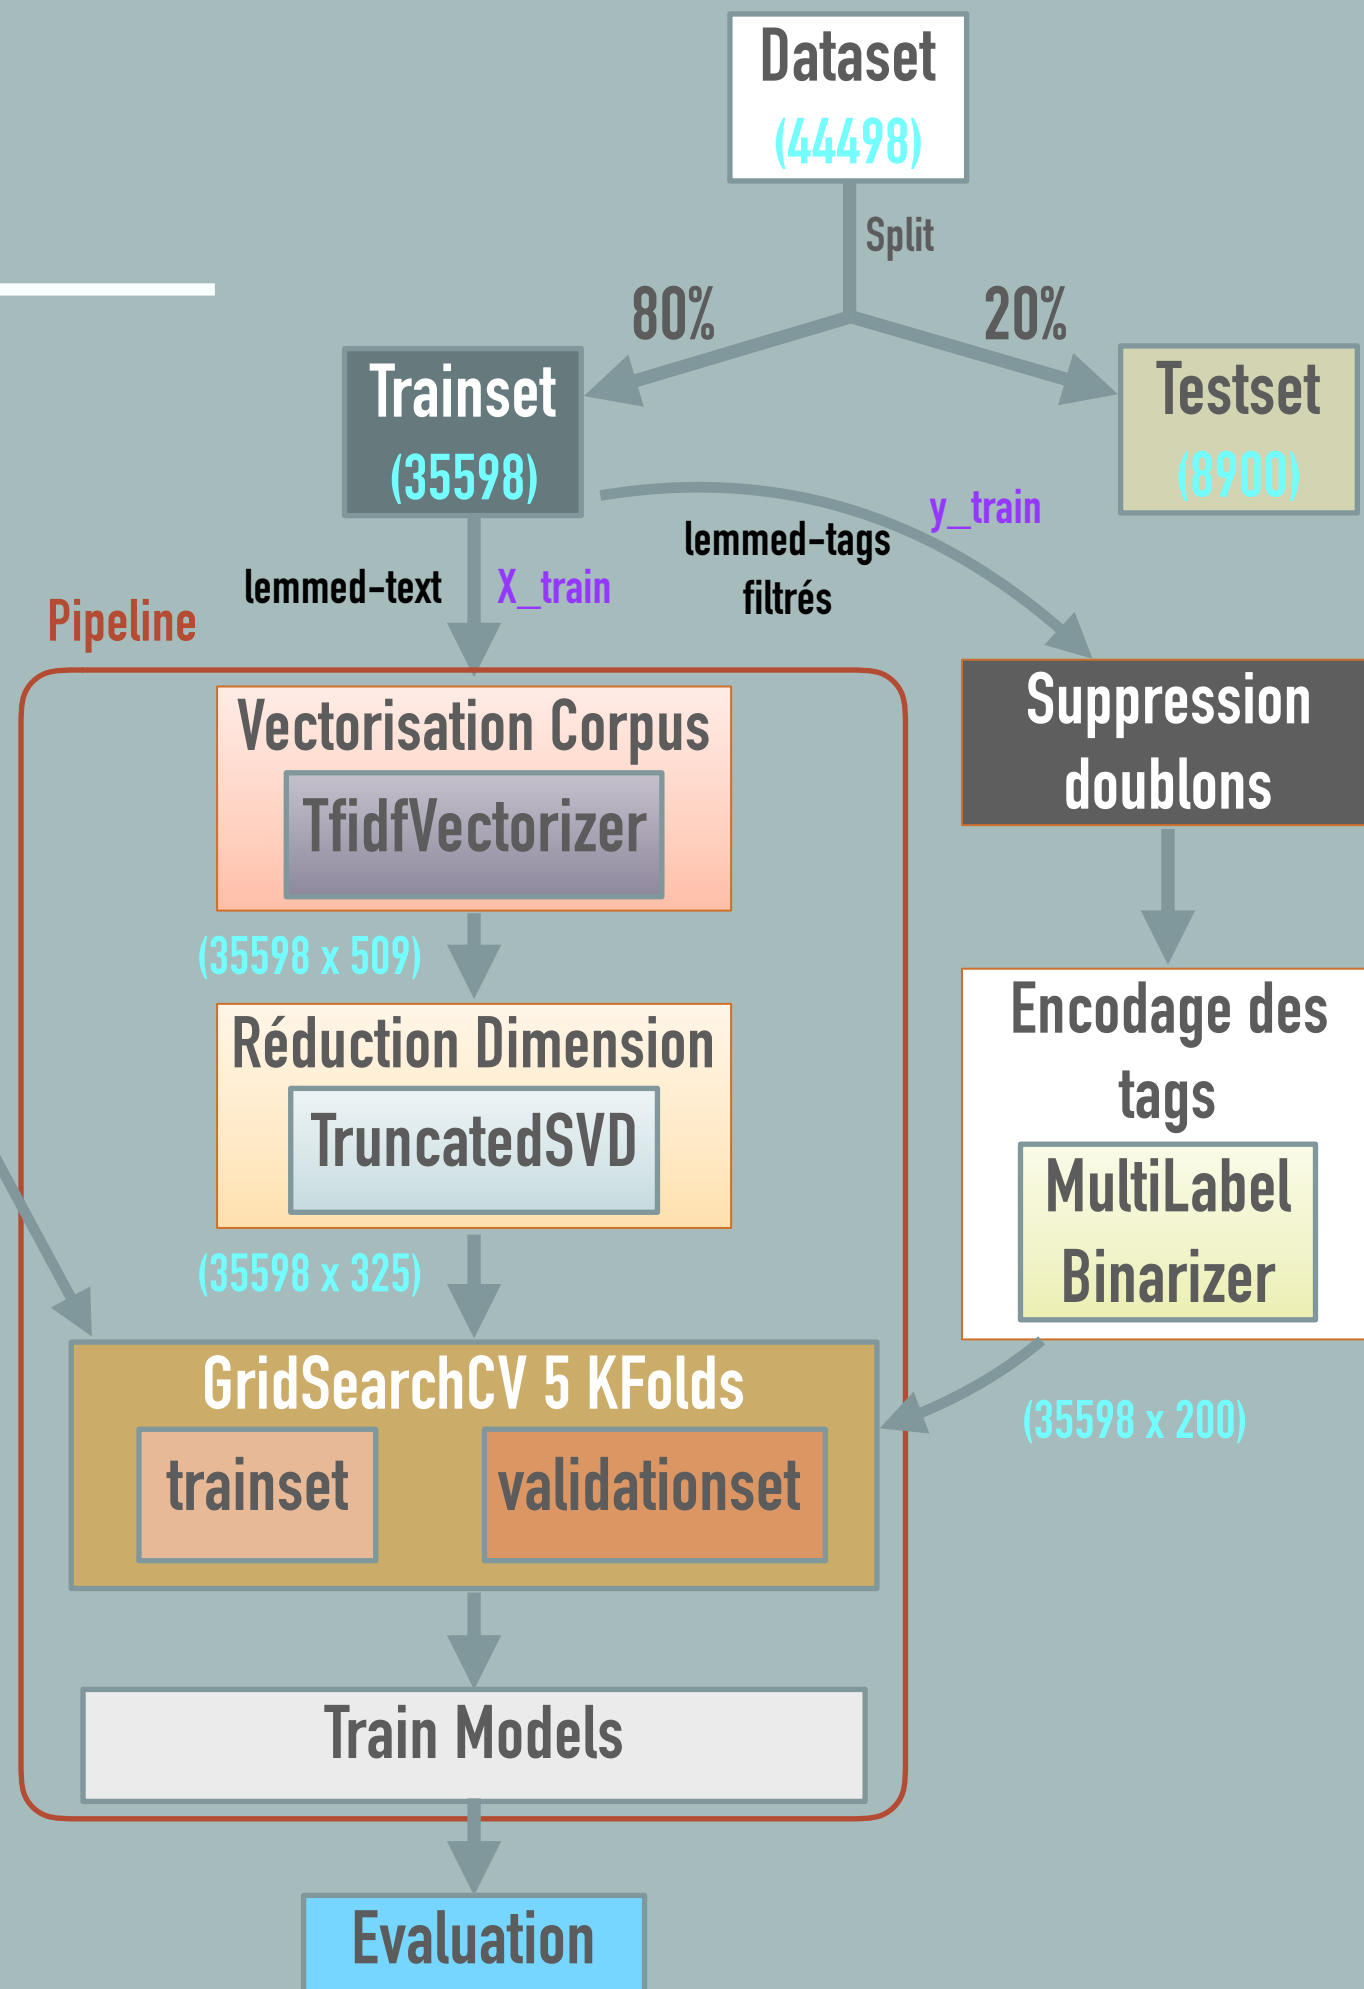 Dataset
(44498)
Split
80%
20%
Trainset
(35598)
Testset
(8900)
y_train
lemmed-tags
filtrés
lemmed-text
X_train
Pipeline
Vectorisation Corpus
TfidfVectorizer
(35598 x 509)
Réduction Dimension
TruncatedSVD
(35598 x 325)
Suppression
doublons
Encodage des
tags
MultiLabel
Binarizer
(35598 x 200)
GridSearchCV 5 KFolds
trainset
validationset
Train Models
Evaluation